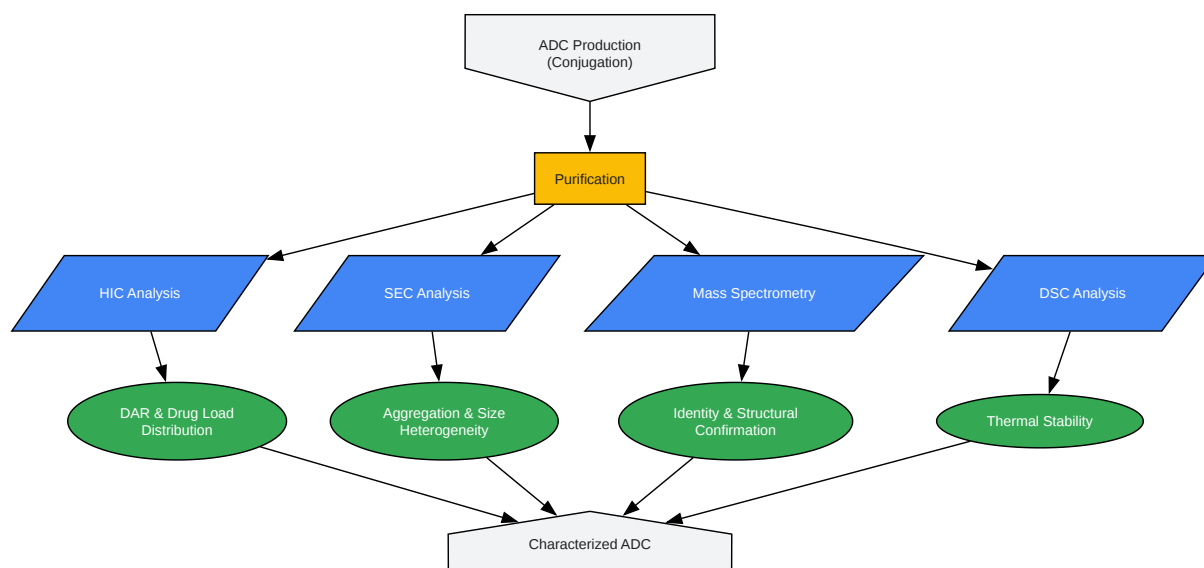 ADC Production
(Conjugation)
Purification
HIC Analysis
SEC Analysis
Mass Spectrometry
DSC Analysis
DAR & Drug Load
Distribution
Aggregation & Size
Heterogeneity
Identity & Structural
Confirmation
Thermal Stability
Characterized ADC